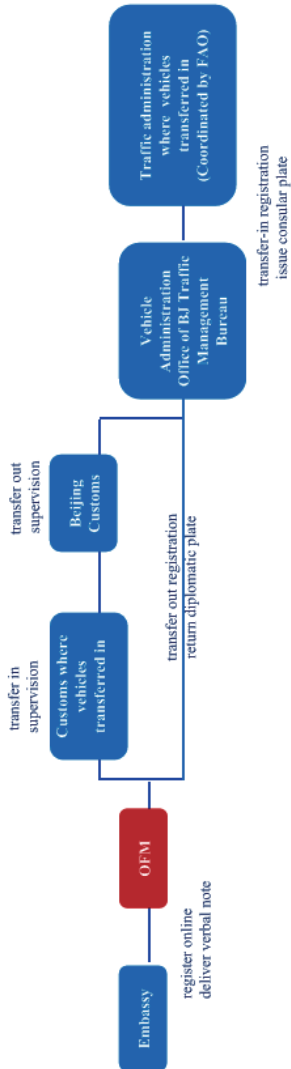 Embassy
register online
deliver verbal note
OFM
transfer in
supervision
Customs where
vehicles
transferred in
transfer out
supervision
Beijing
Customs
transfer out registration
return diplomatic plate
Vehicle
Administration
Office of BJ Traffic
Management
Bureau
Traffic administration
where vehicles
transferred in
(Coordinated by FAO)
transfer-in registration
issue consular plate